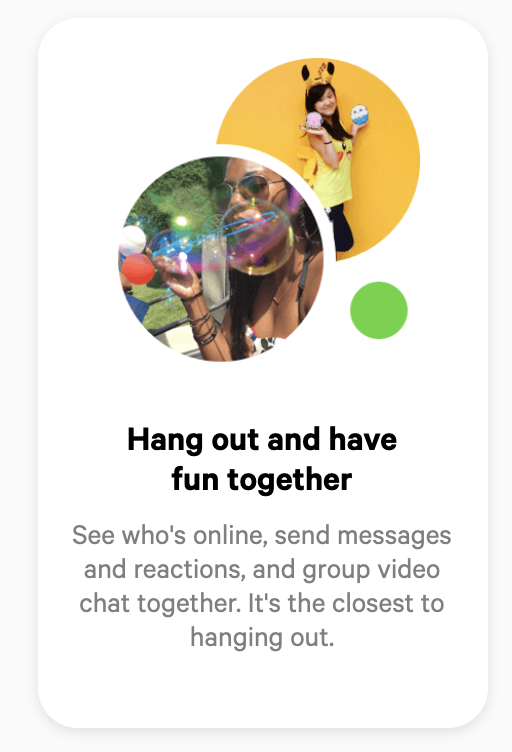 Hang out and have
fun together
See who's online, send messages
and reactions, and group video
chat together. It's the closest to
hanging out.